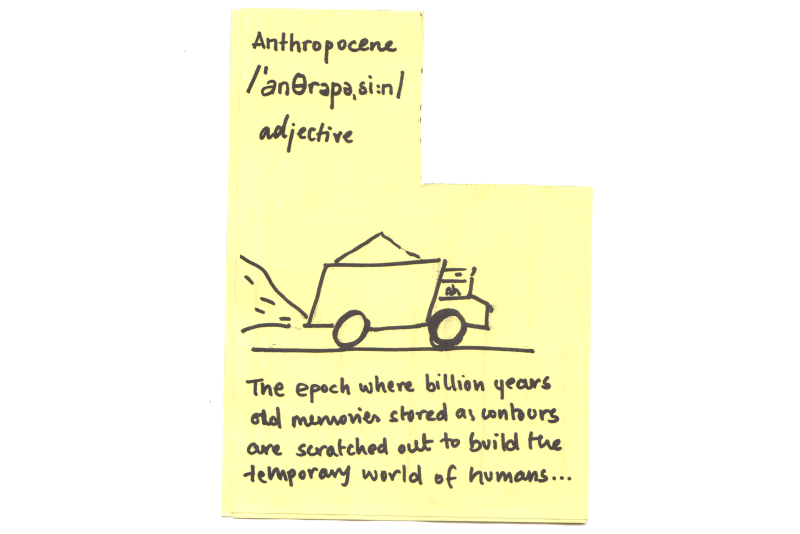 Anthropocene
/ˈanθrəpəˌsiːn/
adjective
The epoch where billion years
old memories stored as contours
are scratched out to build the
temporary world of humans...